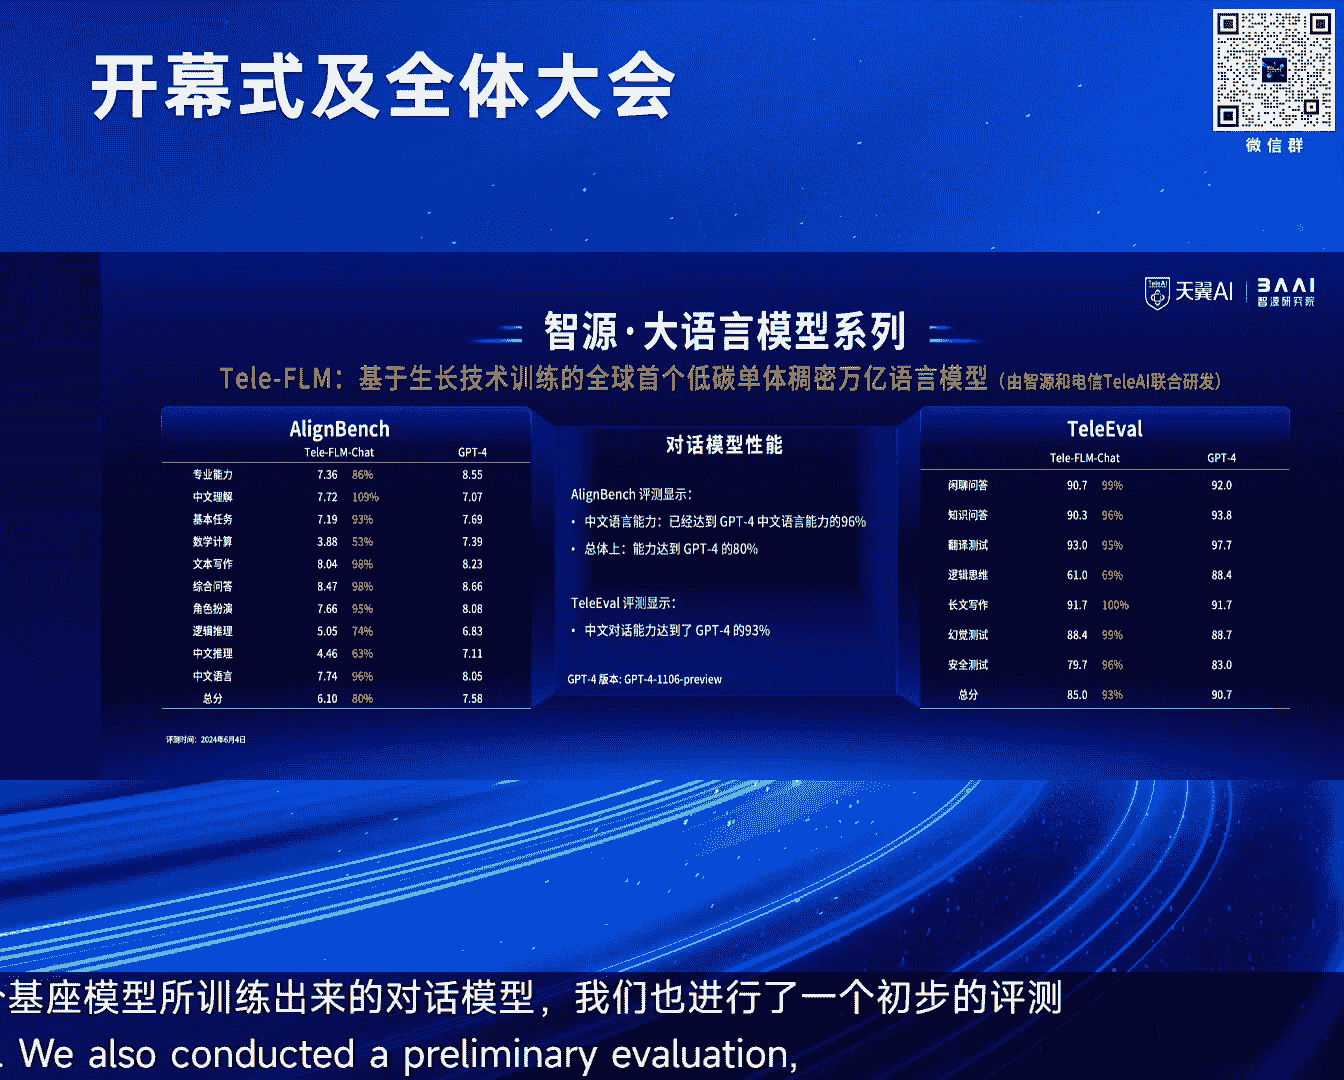 开幕式及全体大会
微信群
TeleAI 天翼AI BAAI 智源研究院
智源·大语言模型系列
Tele-FLM：基于生长技术训练的全球首个低碳单体稠密万亿语言模型（由智源和电信TeleAI联合研发）
AlignBench
Tele-FLM-Chat GPT-4
专业能力 7.36 86% 8.55
中文理解 7.72 109% 7.07
基本任务 7.19 93% 7.69
数学计算 3.88 53% 7.39
文本写作 8.04 98% 8.23
综合问答 8.47 98% 8.66
角色扮演 7.66 95% 8.08
逻辑推理 5.05 74% 6.83
中文推理 4.46 63% 7.11
中文语言 7.74 96% 8.05
总分 6.10 80% 7.58
对话模型性能
AlignBench 评测显示：
• 中文语言能力：已经达到 GPT-4 中文语言能力的96%
• 总体上：能力达到 GPT-4 的80%
TeleEval 评测显示：
• 中文对话能力达到了 GPT-4 的93%
GPT-4 版本: GPT-4-1106-preview
TeleEval
Tele-FLM-Chat GPT-4
闲聊问答 90.7 99% 92.0
知识问答 90.3 96% 93.8
翻译测试 93.0 95% 97.7
逻辑思维 61.0 69% 88.4
长文写作 91.7 100% 91.7
幻觉测试 88.4 99% 88.7
安全测试 79.7 96% 83.0
总分 85.0 93% 90.7
评测时间：2024年6月4日
基座模型所训练出来的对话模型，我们也进行了一个初步的评测
. We also conducted a preliminary evaluation,